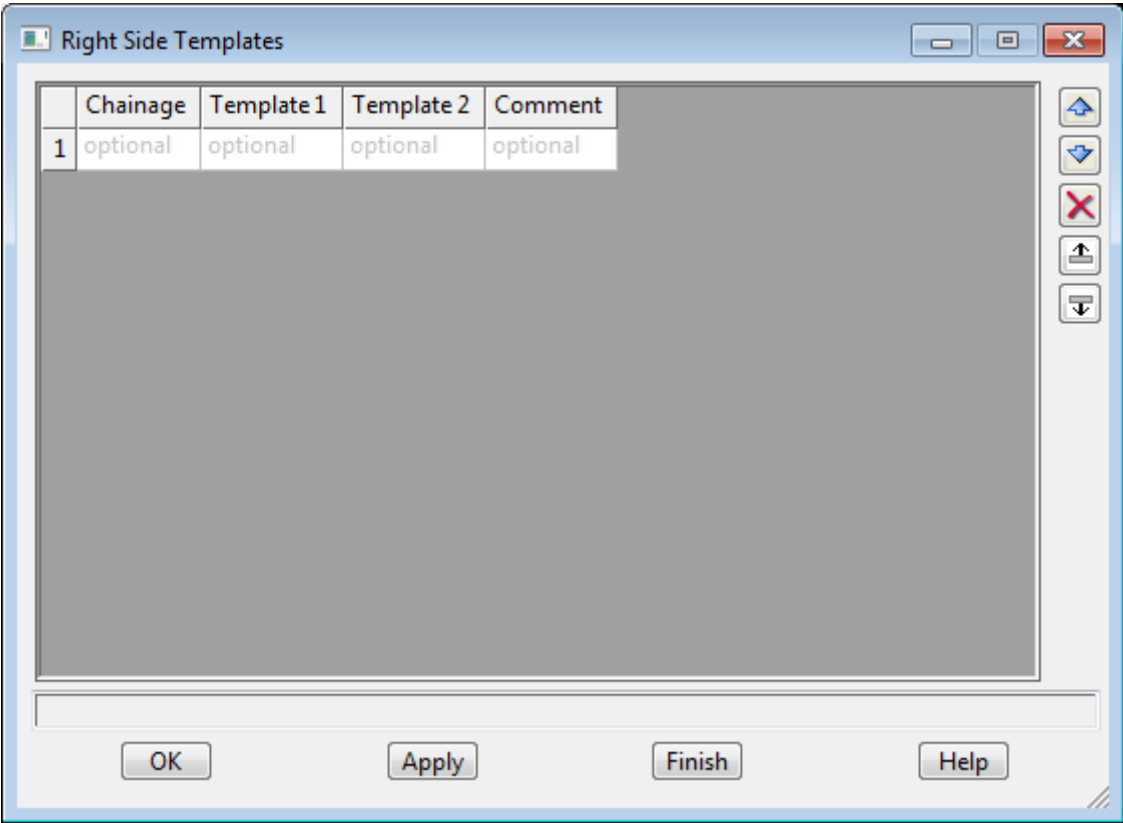 Right Side Templates
Chainage Template 1 Template 2 Comment
1 optional optional optional optional
OK Apply Finish Help